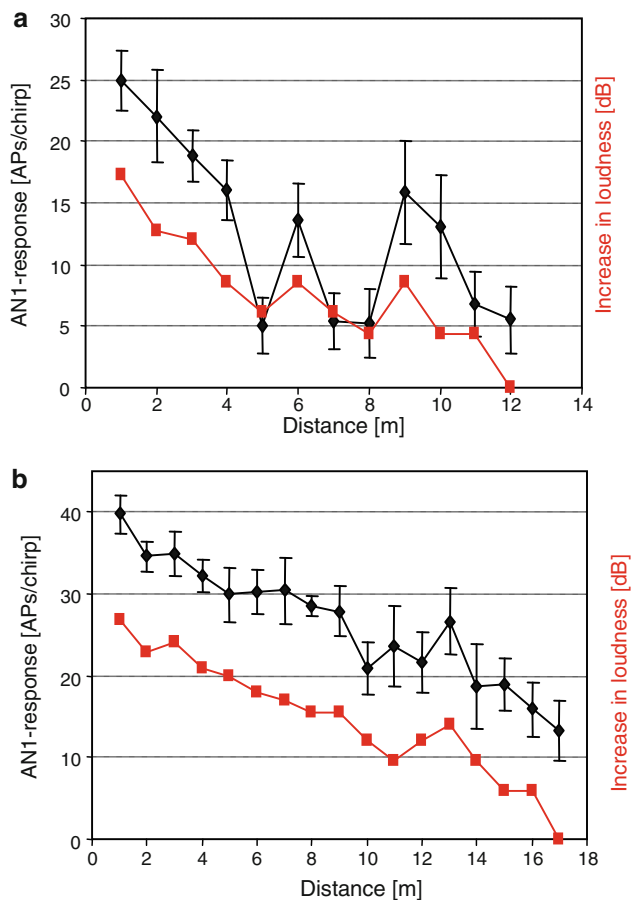 a
30
25
20
15
10
5
0
AN1-response [APs/chirp]
Increase in loudness [dB]
0 2 4 6 8 10 12 14
Distance [m]
b
40
30
20
10
0
AN1-response [APs/chirp]
Increase in loudness [dB]
0 2 4 6 8 10 12 14 16 18
Distance [m]